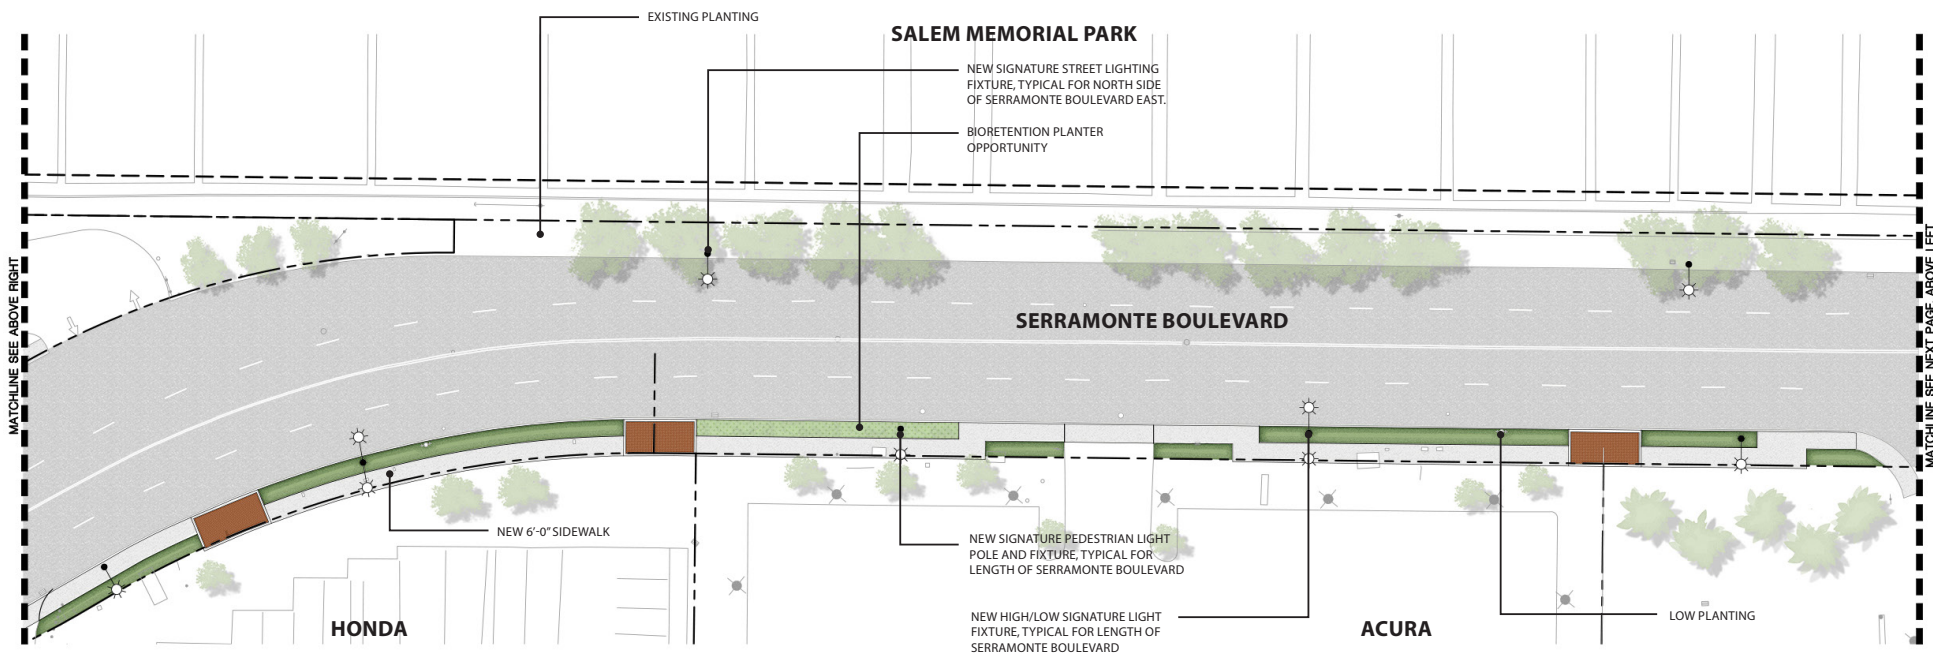 EXISTING PLANTING
SALEM MEMORIAL PARK
NEW SIGNATURE STREET LIGHTING
FIXTURE, TYPICAL FOR NORTH SIDE
OF SERRAMONTE BOULEVARD EAST.
BIORETENTION PLANTER
OPPORTUNITY
MATCHLINE SEE ABOVE RIGHT
SERRAMONTE BOULEVARD
MATCHLINE SEE NEXT PAGE, ABOVE LEFT
NEW 6'-0" SIDEWALK
NEW SIGNATURE PEDESTRIAN LIGHT
POLE AND FIXTURE, TYPICAL FOR
LENGTH OF SERRAMONTE BOULEVARD
NEW HIGH/LOW SIGNATURE LIGHT
FIXTURE, TYPICAL FOR LENGTH OF
SERRAMONTE BOULEVARD
LOW PLANTING
HONDA
ACURA